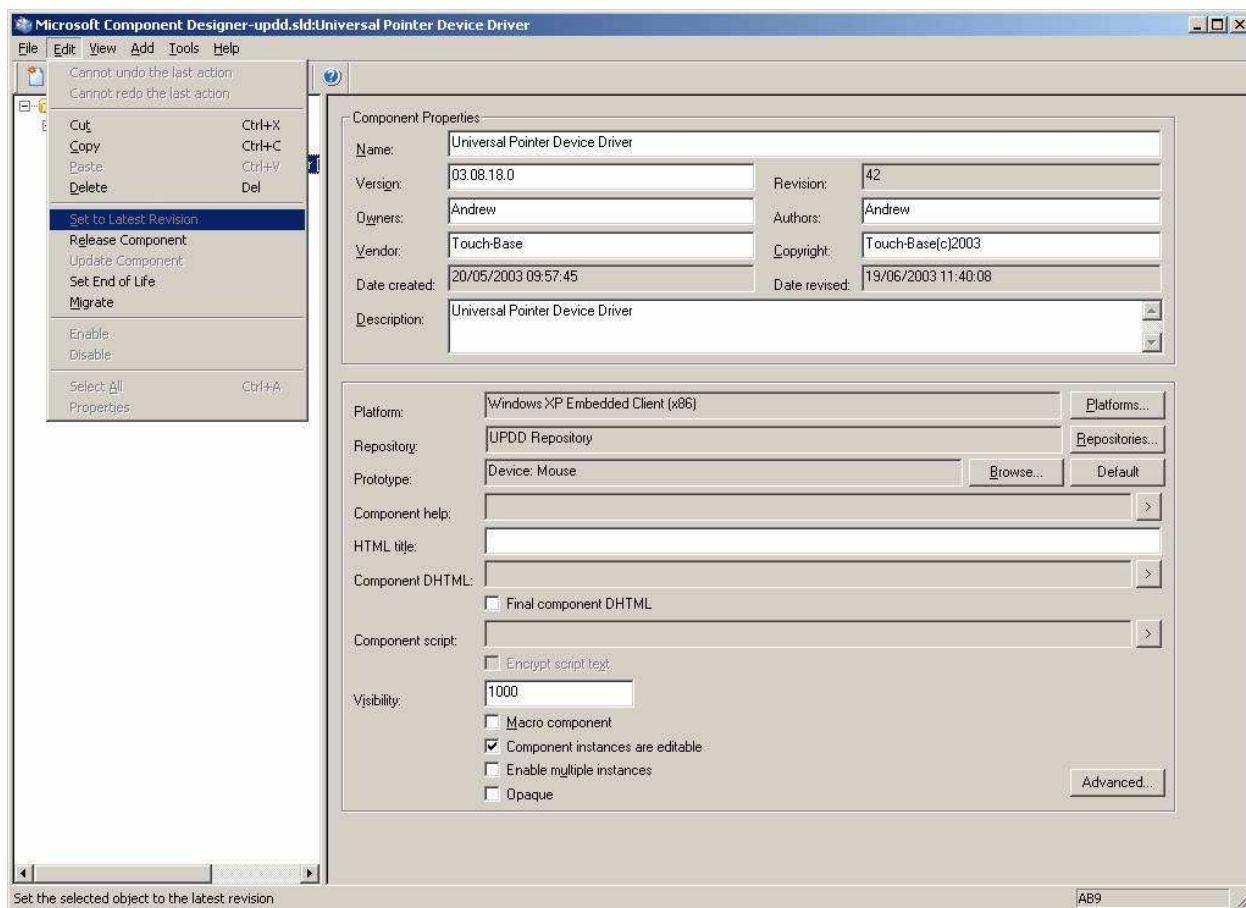 Microsoft Component Designer-updd.sld:Universal Pointer Device Driver
File Edit View Add Tools Help
Cannot undo the last action
Cannot redo the last action
Cut Ctrl+X
Copy Ctrl+C
Paste Ctrl+V
Delete Del
Set to Latest Revision
Release Component
Update Component
Set End of Life
Migrate
Enable
Disable
Select All Ctrl+A
Properties
Component Properties
Name: Universal Pointer Device Driver
Version: 03.08.18.0 Revision: 42
Owners: Andrew Authors: Andrew
Vendor: Touch-Base Copyright: Touch-Base(c)2003
Date created: 20/05/2003 09:57:45 Date revised: 19/06/2003 11:40:08
Description: Universal Pointer Device Driver
Platform: Windows XP Embedded Client (x86) Platforms...
Repository: UPDD Repository Repositories...
Prototype: Device: Mouse Browse... Default
Component help: >
HTML title:
Component DHTML: >
Final component DHTML
Component script: >
Encrypt script text
Visibility: 1000
Macro component
Component instances are editable
Enable multiple instances
Opaque
Advanced...
Set the selected object to the latest revision AB9